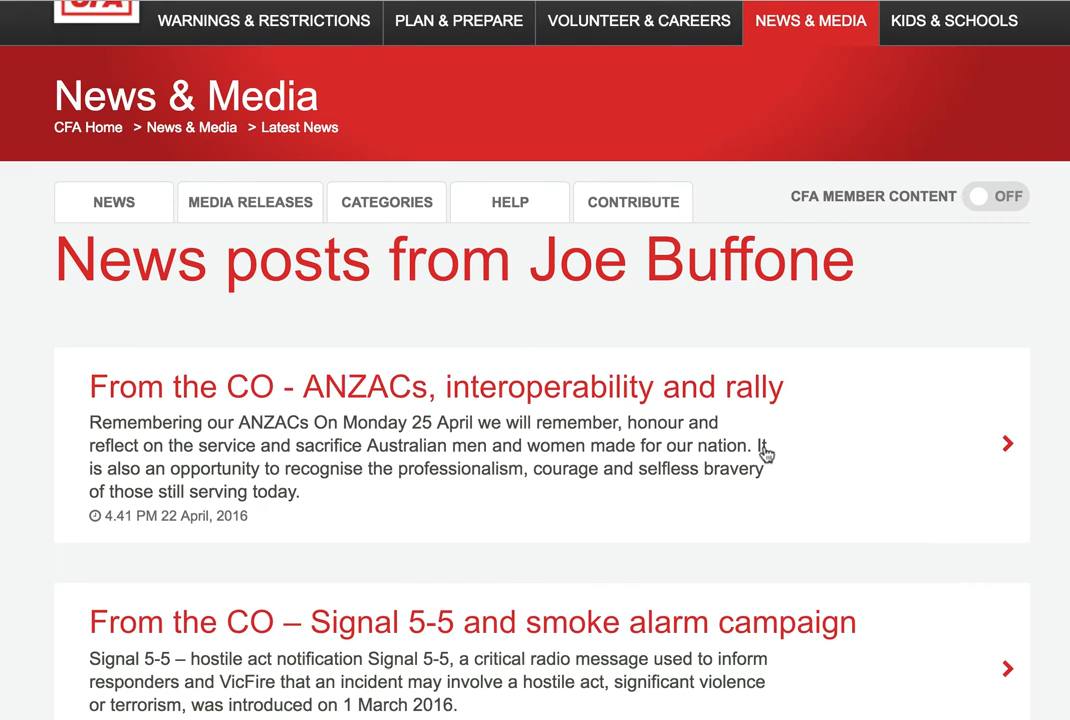 CFA
WARNINGS & RESTRICTIONS
PLAN & PREPARE
VOLUNTEER & CAREERS
NEWS & MEDIA
KIDS & SCHOOLS
News & Media
CFA Home > News & Media > Latest News
NEWS
MEDIA RELEASES
CATEGORIES
HELP
CONTRIBUTE
CFA MEMBER CONTENT OFF
News posts from Joe Buffone
From the CO - ANZACs, interoperability and rally
Remembering our ANZACs On Monday 25 April we will remember, honour and
reflect on the service and sacrifice Australian men and women made for our nation. It
is also an opportunity to recognise the professionalism, courage and selfless bravery
of those still serving today.
4.41 PM 22 April, 2016
From the CO – Signal 5-5 and smoke alarm campaign
Signal 5-5 – hostile act notification Signal 5-5, a critical radio message used to inform
responders and VicFire that an incident may involve a hostile act, significant violence
or terrorism, was introduced on 1 March 2016.